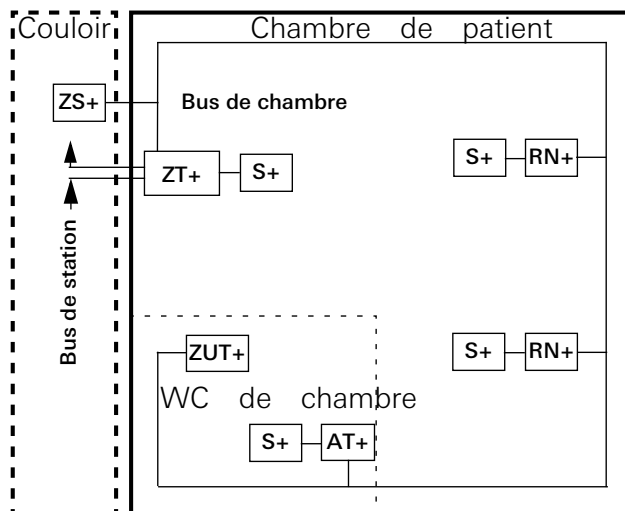 Couloir
Chambre de patient
ZS+
Bus de chambre
ZT+
S+
S+
RN+
Bus de station
S+
RN+
ZUT+
WC de chambre
S+
AT+